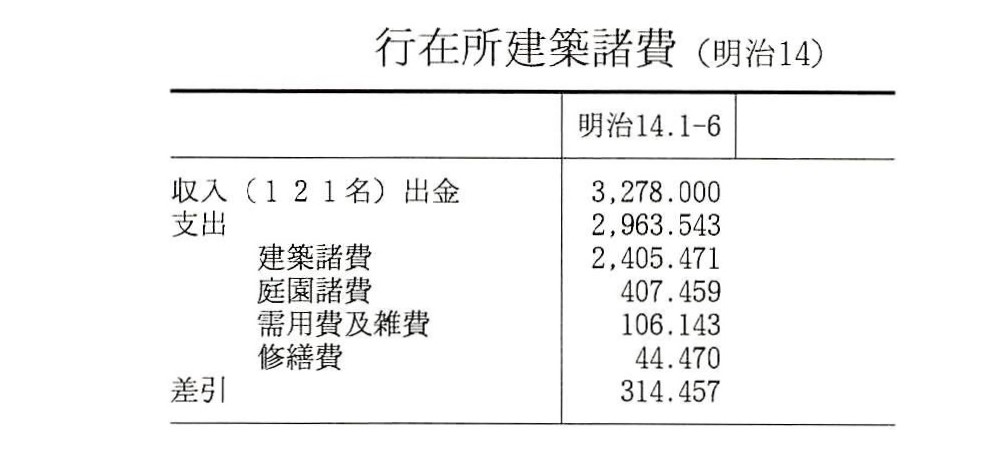 行在所建築諸費（明治14）
明治14.1-6
収入（１２１名）出金 3,278.000
支出 2,963.543
建築諸費 2,405.471
庭園諸費 407.459
需用費及雑費 106.143
修繕費 44.470
差引 314.457